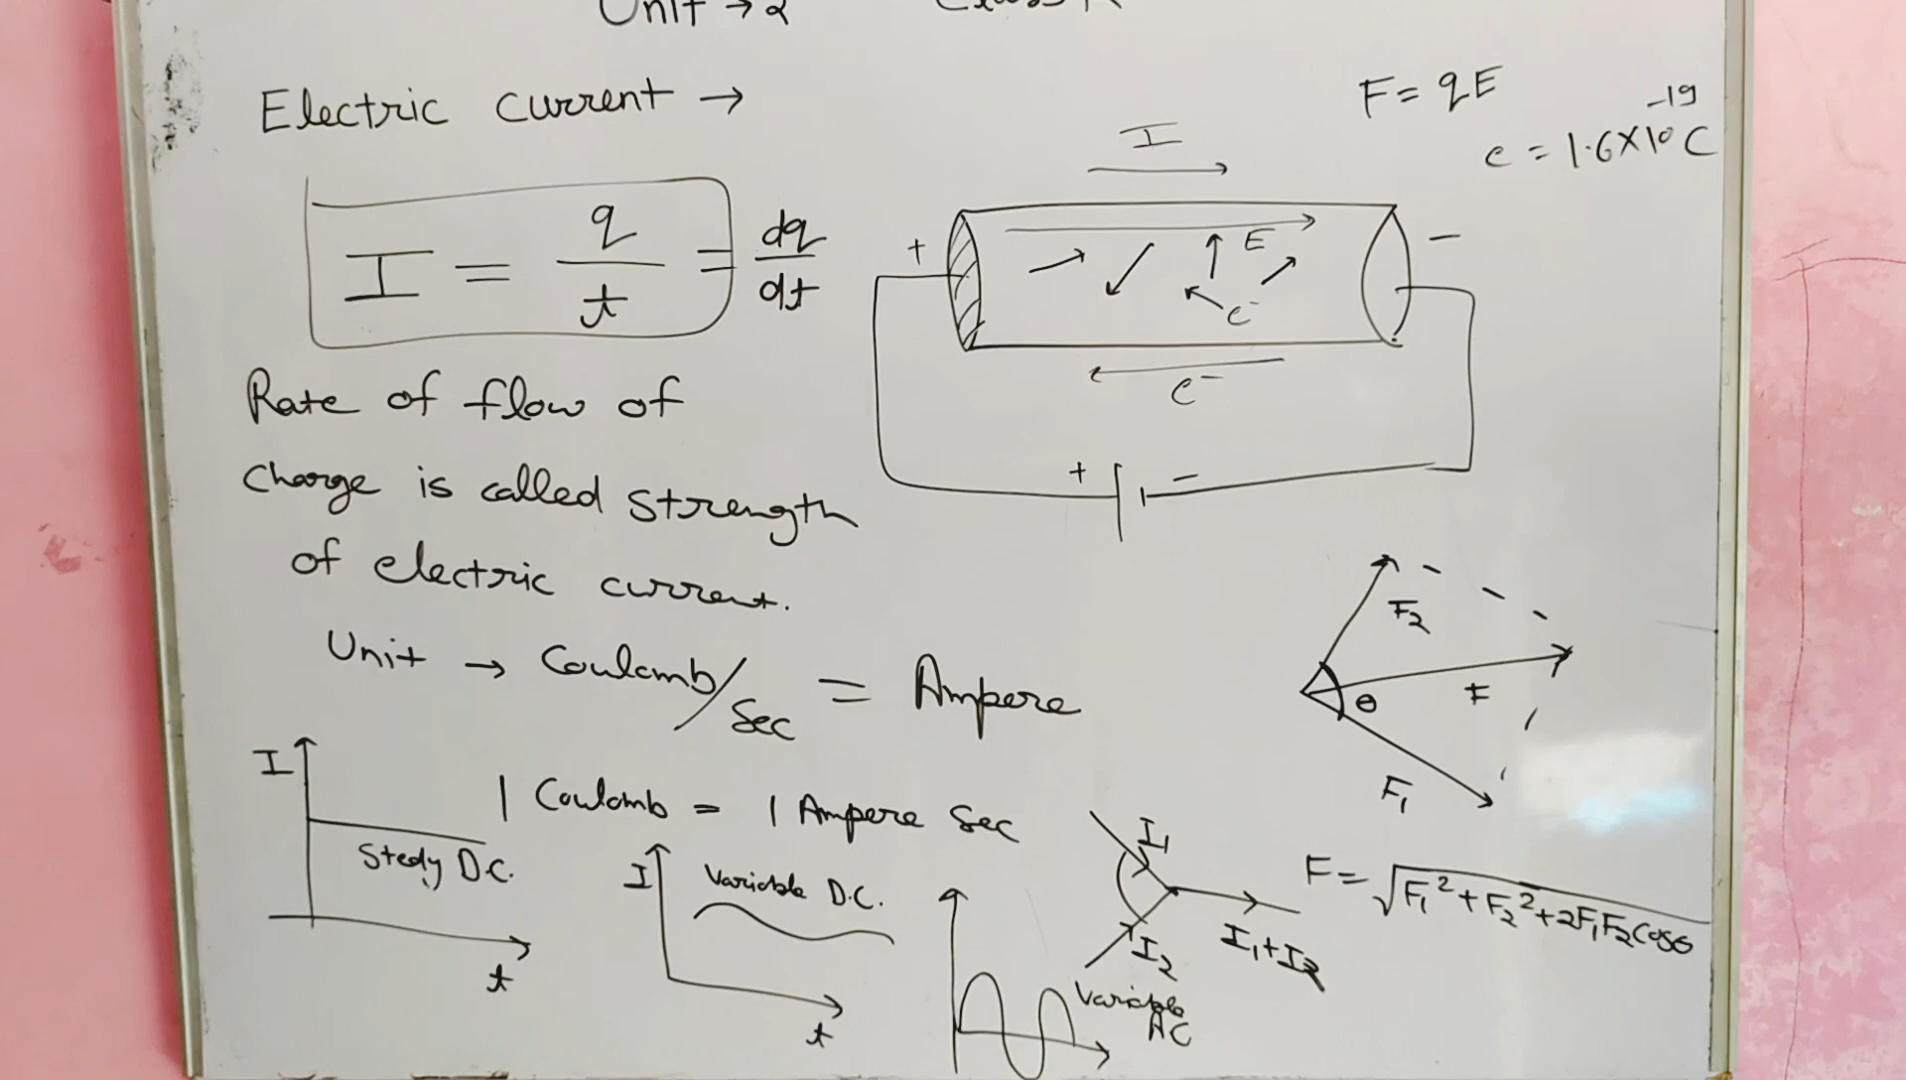 Unit → 2
Electric current →
I = q/t = dq/dt
Rate of flow of
Charge is called strength
of electric current.
Unit → Coulomb/Sec = Ampere
1 Coulomb = 1 Ampere Sec
F = qE
e = 1.6×10⁻¹⁹ C
I
+ −
E
e⁻
e⁻
+ −
F₂
θ F
F₁
F = √F₁² + F₂² + 2F₁F₂Cosθ
I
Stedy D.C.
t
I
Variable D.C.
t
I₁
I₂
I₁+I₂
Variable
AC